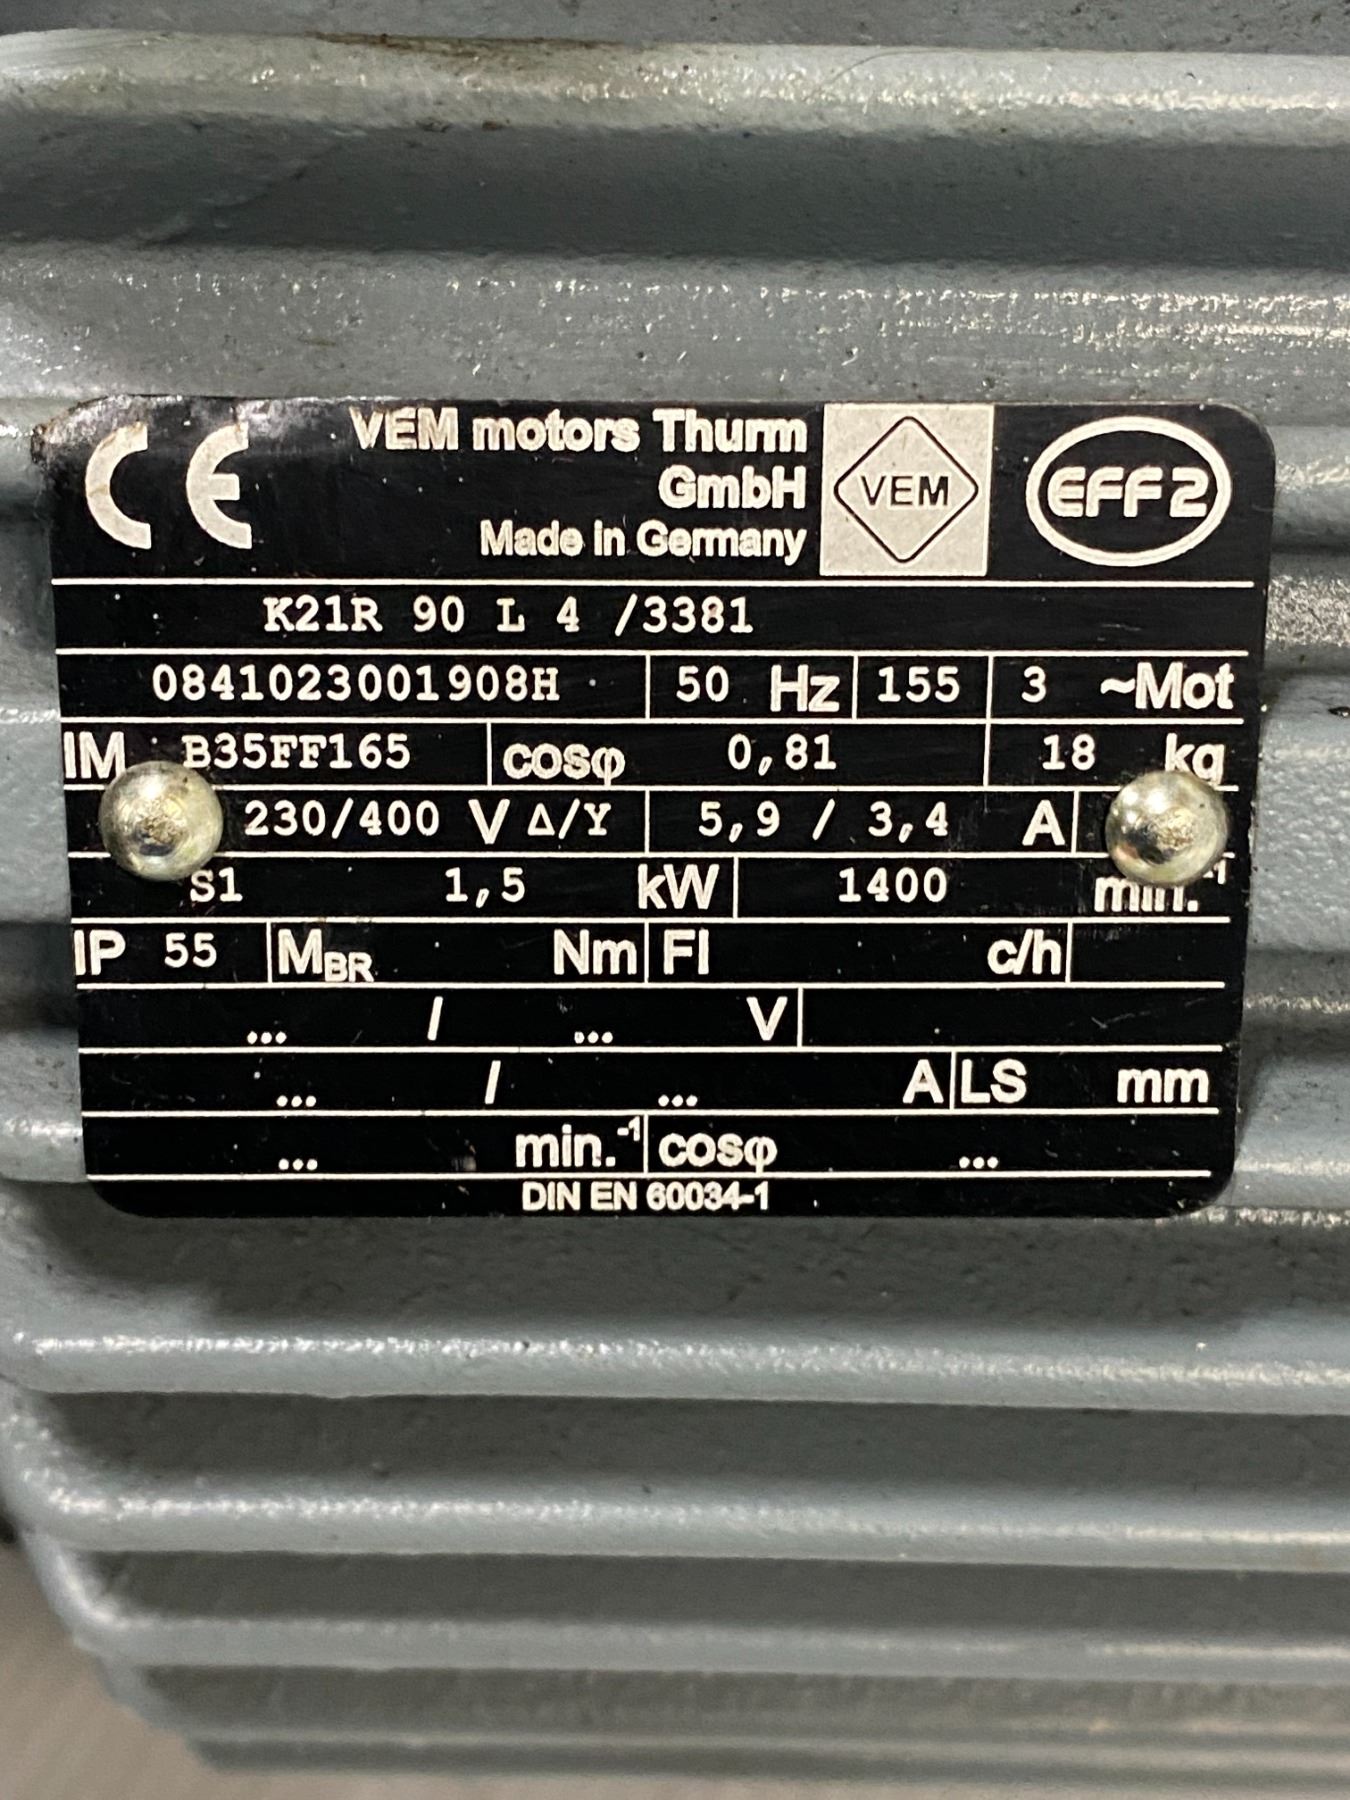 CE VEM motors Thurm GmbH Made in Germany VEM EFF2
K21R 90 L 4 /3381
0841023001908H 50 Hz 155 3 ~Mot
IM B35FF165 cosφ 0,81 18 kg
230/400 V Δ/Y 5,9 / 3,4 A
S1 1,5 kW 1400 min.-1
IP 55 MBR Nm FI c/h
... / ... V
... / ... A LS mm
... min.-1 cosφ ...
DIN EN 60034-1